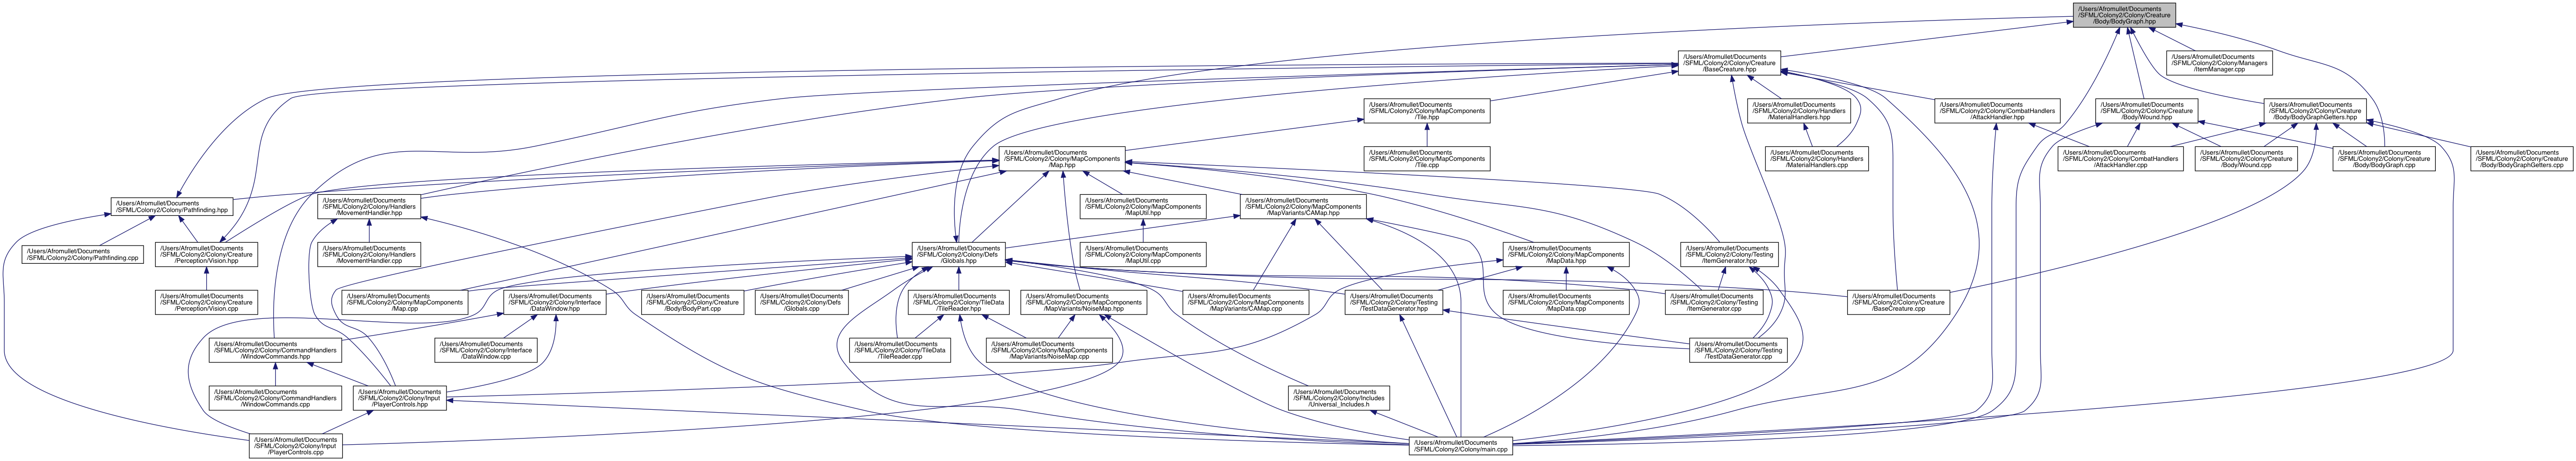 /Users/Afromullet/Documents
/SFML/Colony2/Colony/Creature
/Body/BodyGraph.hpp
/Users/Afromullet/Documents
/SFML/Colony2/Colony/Creature
/BaseCreature.hpp
/Users/Afromullet/Documents
/SFML/Colony2/Colony/Managers
/ItemManager.cpp
/Users/Afromullet/Documents
/SFML/Colony2/Colony/MapComponents
/Tile.hpp
/Users/Afromullet/Documents
/SFML/Colony2/Colony/Handlers
/MaterialHandlers.hpp
/Users/Afromullet/Documents
/SFML/Colony2/Colony/CombatHandlers
/AttackHandler.hpp
/Users/Afromullet/Documents
/SFML/Colony2/Colony/Creature
/Body/Wound.hpp
/Users/Afromullet/Documents
/SFML/Colony2/Colony/Creature
/Body/BodyGraphGetters.hpp
/Users/Afromullet/Documents
/SFML/Colony2/Colony/MapComponents
/Map.hpp
/Users/Afromullet/Documents
/SFML/Colony2/Colony/MapComponents
/Tile.cpp
/Users/Afromullet/Documents
/SFML/Colony2/Colony/Handlers
/MaterialHandlers.cpp
/Users/Afromullet/Documents
/SFML/Colony2/Colony/CombatHandlers
/AttackHandler.cpp
/Users/Afromullet/Documents
/SFML/Colony2/Colony/Creature
/Body/Wound.cpp
/Users/Afromullet/Documents
/SFML/Colony2/Colony/Creature
/Body/BodyGraph.cpp
/Users/Afromullet/Documents
/SFML/Colony2/Colony/Creature
/Body/BodyGraphGetters.cpp
/Users/Afromullet/Documents
/SFML/Colony2/Colony/Pathfinding.hpp
/Users/Afromullet/Documents
/SFML/Colony2/Colony/Handlers
/MovementHandler.hpp
/Users/Afromullet/Documents
/SFML/Colony2/Colony/MapComponents
/MapUtil.hpp
/Users/Afromullet/Documents
/SFML/Colony2/Colony/MapComponents
/MapVariants/CAMap.hpp
/Users/Afromullet/Documents
/SFML/Colony2/Colony/Pathfinding.cpp
/Users/Afromullet/Documents
/SFML/Colony2/Colony/Creature
/Perception/Vision.hpp
/Users/Afromullet/Documents
/SFML/Colony2/Colony/Handlers
/MovementHandler.cpp
/Users/Afromullet/Documents
/SFML/Colony2/Colony/Defs
/Globals.hpp
/Users/Afromullet/Documents
/SFML/Colony2/Colony/MapComponents
/MapUtil.cpp
/Users/Afromullet/Documents
/SFML/Colony2/Colony/MapComponents
/MapData.hpp
/Users/Afromullet/Documents
/SFML/Colony2/Colony/Testing
/ItemGenerator.hpp
/Users/Afromullet/Documents
/SFML/Colony2/Colony/Creature
/Perception/Vision.cpp
/Users/Afromullet/Documents
/SFML/Colony2/Colony/MapComponents
/Map.cpp
/Users/Afromullet/Documents
/SFML/Colony2/Colony/Interface
/DataWindow.hpp
/Users/Afromullet/Documents
/SFML/Colony2/Colony/Creature
/Body/BodyPart.cpp
/Users/Afromullet/Documents
/SFML/Colony2/Colony/Defs
/Globals.cpp
/Users/Afromullet/Documents
/SFML/Colony2/Colony/TileData
/TileReader.hpp
/Users/Afromullet/Documents
/SFML/Colony2/Colony/MapComponents
/MapVariants/NoiseMap.hpp
/Users/Afromullet/Documents
/SFML/Colony2/Colony/MapComponents
/MapVariants/CAMap.cpp
/Users/Afromullet/Documents
/SFML/Colony2/Colony/Testing
/TestDataGenerator.hpp
/Users/Afromullet/Documents
/SFML/Colony2/Colony/MapComponents
/MapData.cpp
/Users/Afromullet/Documents
/SFML/Colony2/Colony/Testing
/ItemGenerator.cpp
/Users/Afromullet/Documents
/SFML/Colony2/Colony/Creature
/BaseCreature.cpp
/Users/Afromullet/Documents
/SFML/Colony2/Colony/CommandHandlers
/WindowCommands.hpp
/Users/Afromullet/Documents
/SFML/Colony2/Colony/Interface
/DataWindow.cpp
/Users/Afromullet/Documents
/SFML/Colony2/Colony/TileData
/TileReader.cpp
/Users/Afromullet/Documents
/SFML/Colony2/Colony/MapComponents
/MapVariants/NoiseMap.cpp
/Users/Afromullet/Documents
/SFML/Colony2/Colony/Testing
/TestDataGenerator.cpp
/Users/Afromullet/Documents
/SFML/Colony2/Colony/CommandHandlers
/WindowCommands.cpp
/Users/Afromullet/Documents
/SFML/Colony2/Colony/Input
/PlayerControls.hpp
/Users/Afromullet/Documents
/SFML/Colony2/Colony/Includes
/Universal_Includes.h
/Users/Afromullet/Documents
/SFML/Colony2/Colony/Input
/PlayerControls.cpp
/Users/Afromullet/Documents
/SFML/Colony2/Colony/main.cpp